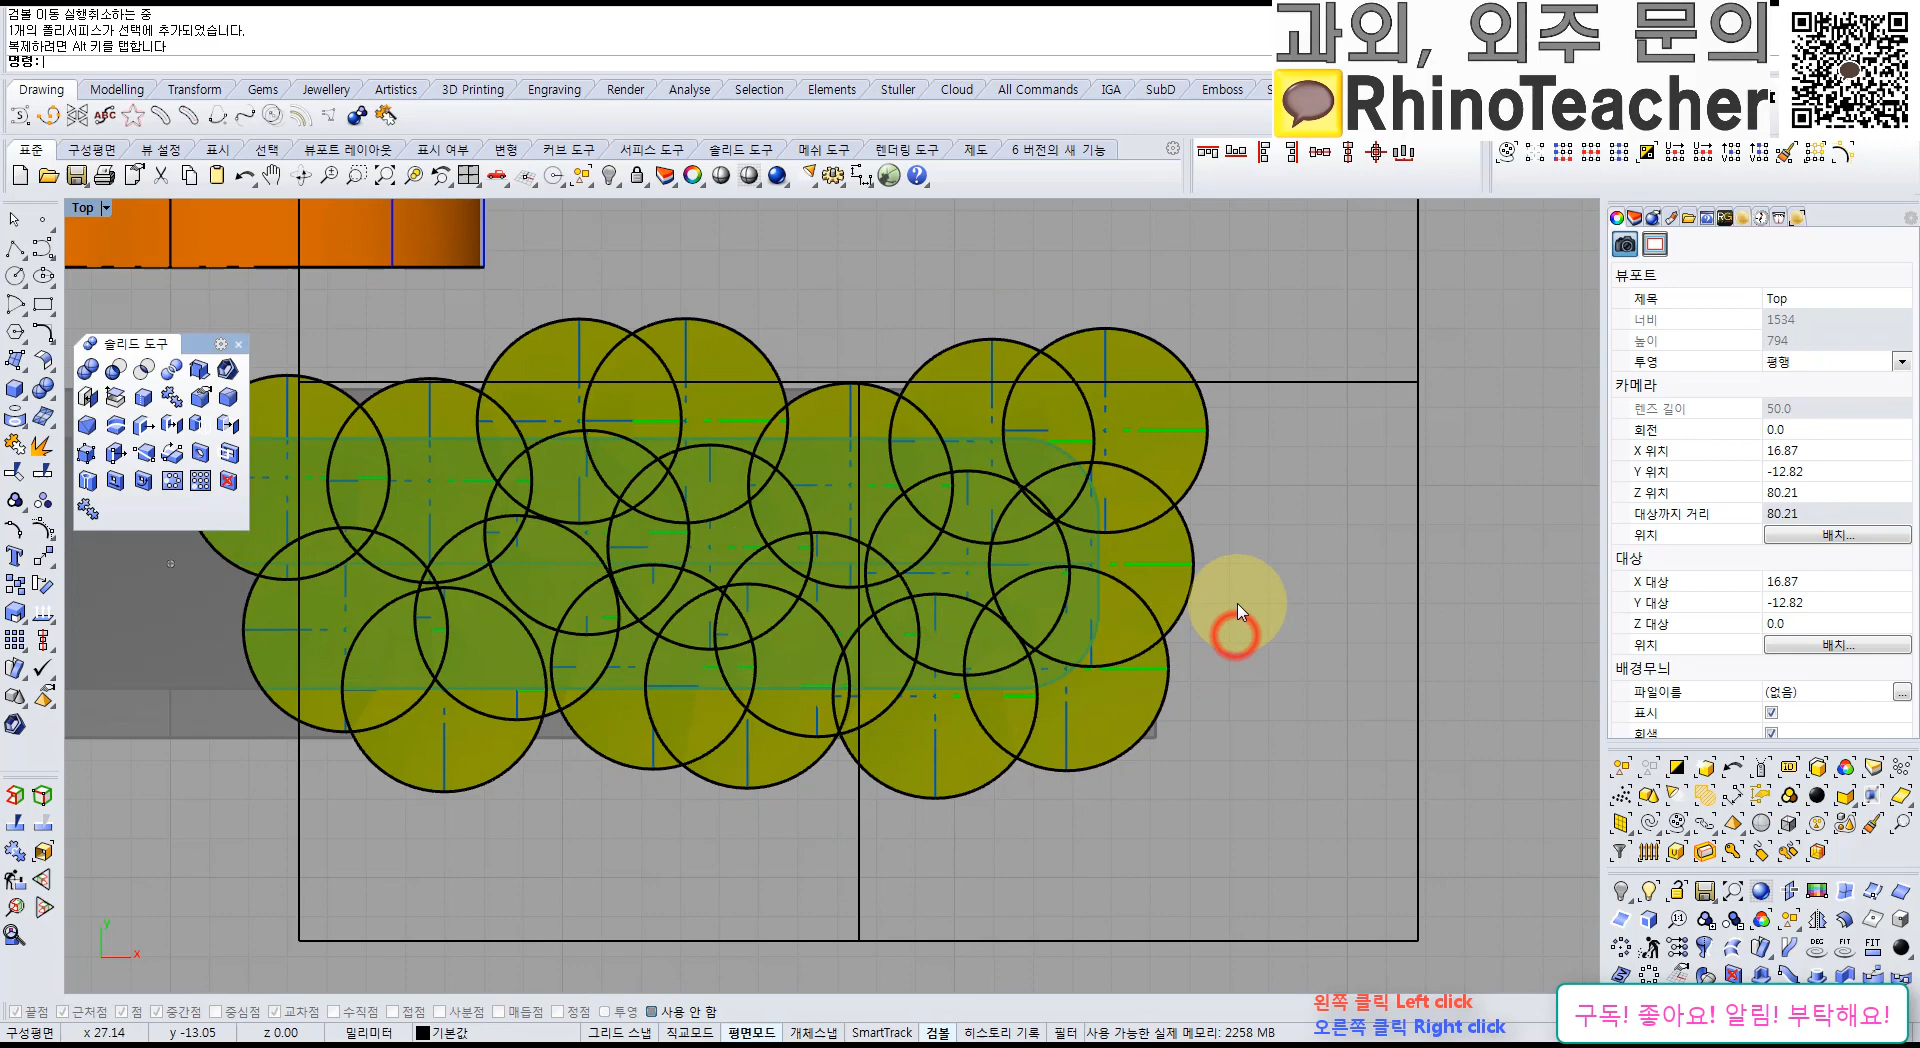 검볼 이동 실행취소하는 중
1개의 폴리서피스가 선택에 추가되었습니다.
복제하려면 Alt 키를 탭합니다
명령:
과외, 외주 문의
RhinoTeacher
Drawing Modelling Transform Gems Jewellery Artistics 3D Printing Engraving Render Analyse Selection Elements Stuller Cloud All Commands IGA SubD Emboss
표준 구성평면 뷰 설정 표시 선택 뷰포트 레이아웃 표시 여부 변형 커브 도구 서피스 도구 솔리드 도구 메쉬 도구 렌더링 도구 제도 6 버전의 새 기능
Top
솔리드 도구
뷰포트
제목 Top
너비 1534
높이 794
투영 평행
카메라
렌즈 길이 50.0
회전 0.0
X 위치 16.87
Y 위치 -12.82
Z 위치 80.21
대상까지 거리 80.21
위치 배치...
대상
X 대상 16.87
Y 대상 -12.82
Z 대상 0.0
위치 배치...
배경무늬
파일이름 (없음) ...
표시
회색
y
x
끝점 근처점 점 중간점 중심점 교차점 수직점 접점 사분점 매듭점 정점 투영 사용 안 함
왼쪽 클릭 Left click
오른쪽 클릭 Right click
구독! 좋아요! 알림! 부탁해요!
구성평면 x 27.14 y -13.05 z 0.00 밀리미터 기본값 그리드 스냅 직교모드 평면모드 개체스냅 SmartTrack 검볼 히스토리 기록 필터 사용 가능한 실제 메모리: 2258 MB